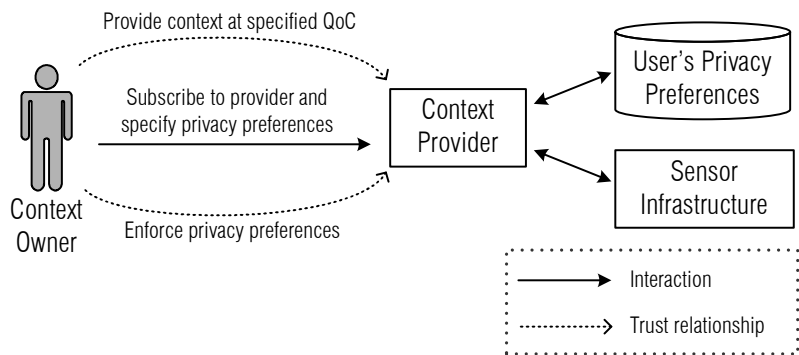 Provide context at specified QoC
Subscribe to provider and
specify privacy preferences
Enforce privacy preferences
Context
Owner
Context
Provider
User's Privacy
Preferences
Sensor
Infrastructure
Interaction
Trust relationship